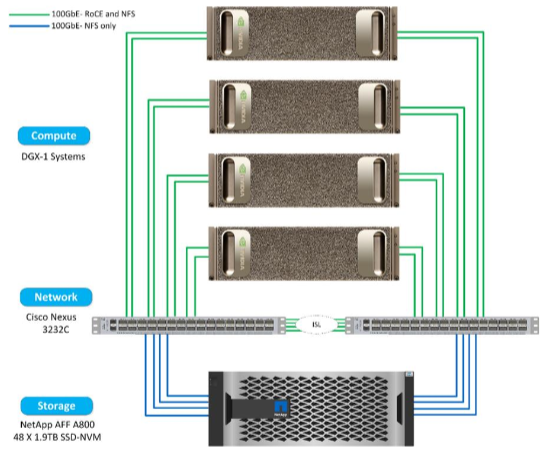 100GbE- RoCE and NFS
100GbE- NFS only
Compute
DGX-1 Systems
Network
Cisco Nexus
3232C
ISL
Storage
NetApp AFF A800
48 X 1.9TB SSD-NVM
NetApp